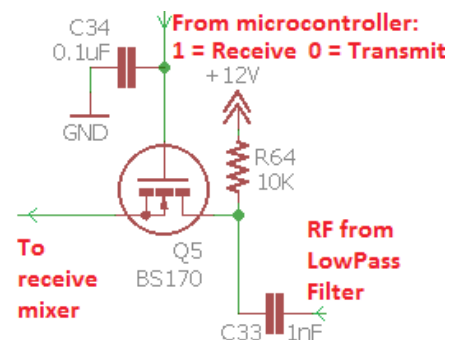 From microcontroller:
1 = Receive 0 = Transmit
C34
0.1uF
+12V
GND
R64
10K
Q5
BS170
To
receive
mixer
RF from
LowPass
Filter
C33 1nF